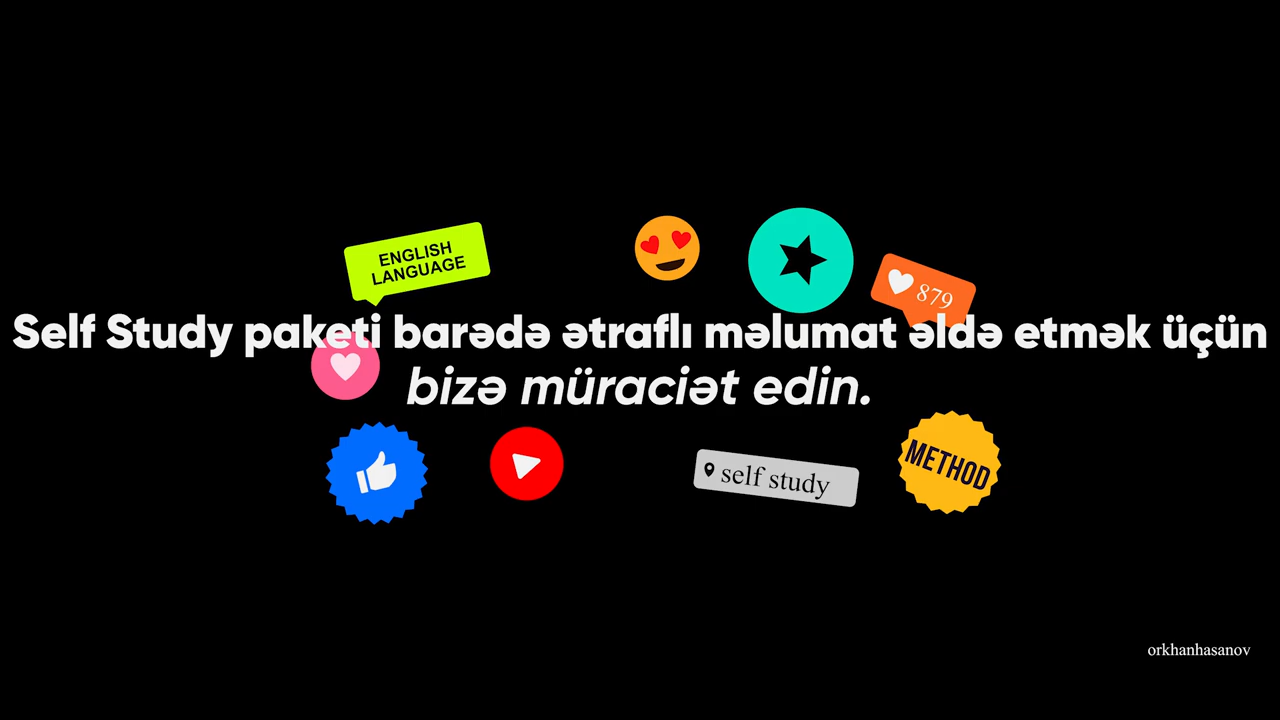 ENGLISH
LANGUAGE
879
Self Study paketi barədə ətraflı məlumat əldə etmək üçün
bizə müraciət edin.
self study
METHOD
orkhanhasanov